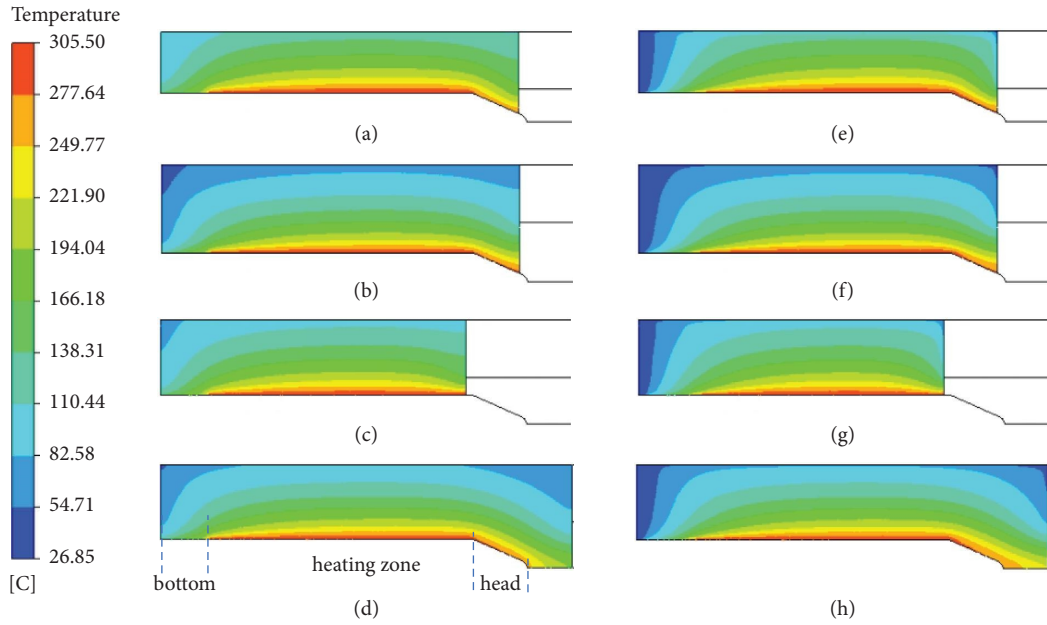 Temperature
305.50
277.64
249.77
221.90
194.04
166.18
138.31
110.44
82.58
54.71
26.85
[C]
(a)
(e)
(b)
(f)
(c)
(g)
bottom
heating zone
head
(d)
(h)